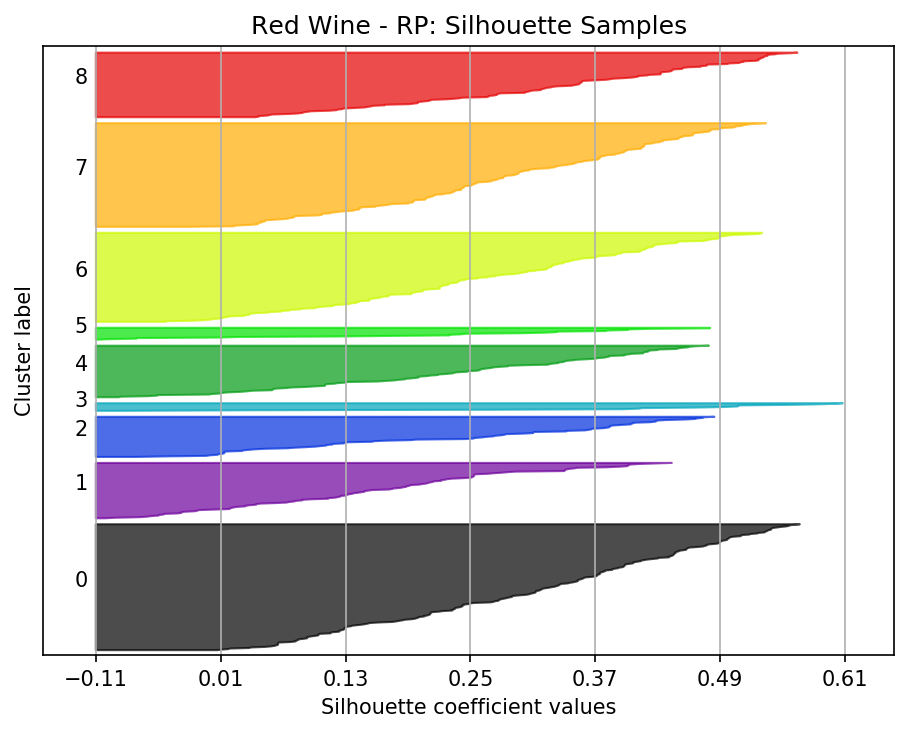 Red Wine - RP: Silhouette Samples
8
7
6
5
4
3
2
1
0
Cluster label
−0.11 0.01 0.13 0.25 0.37 0.49 0.61
Silhouette coefficient values